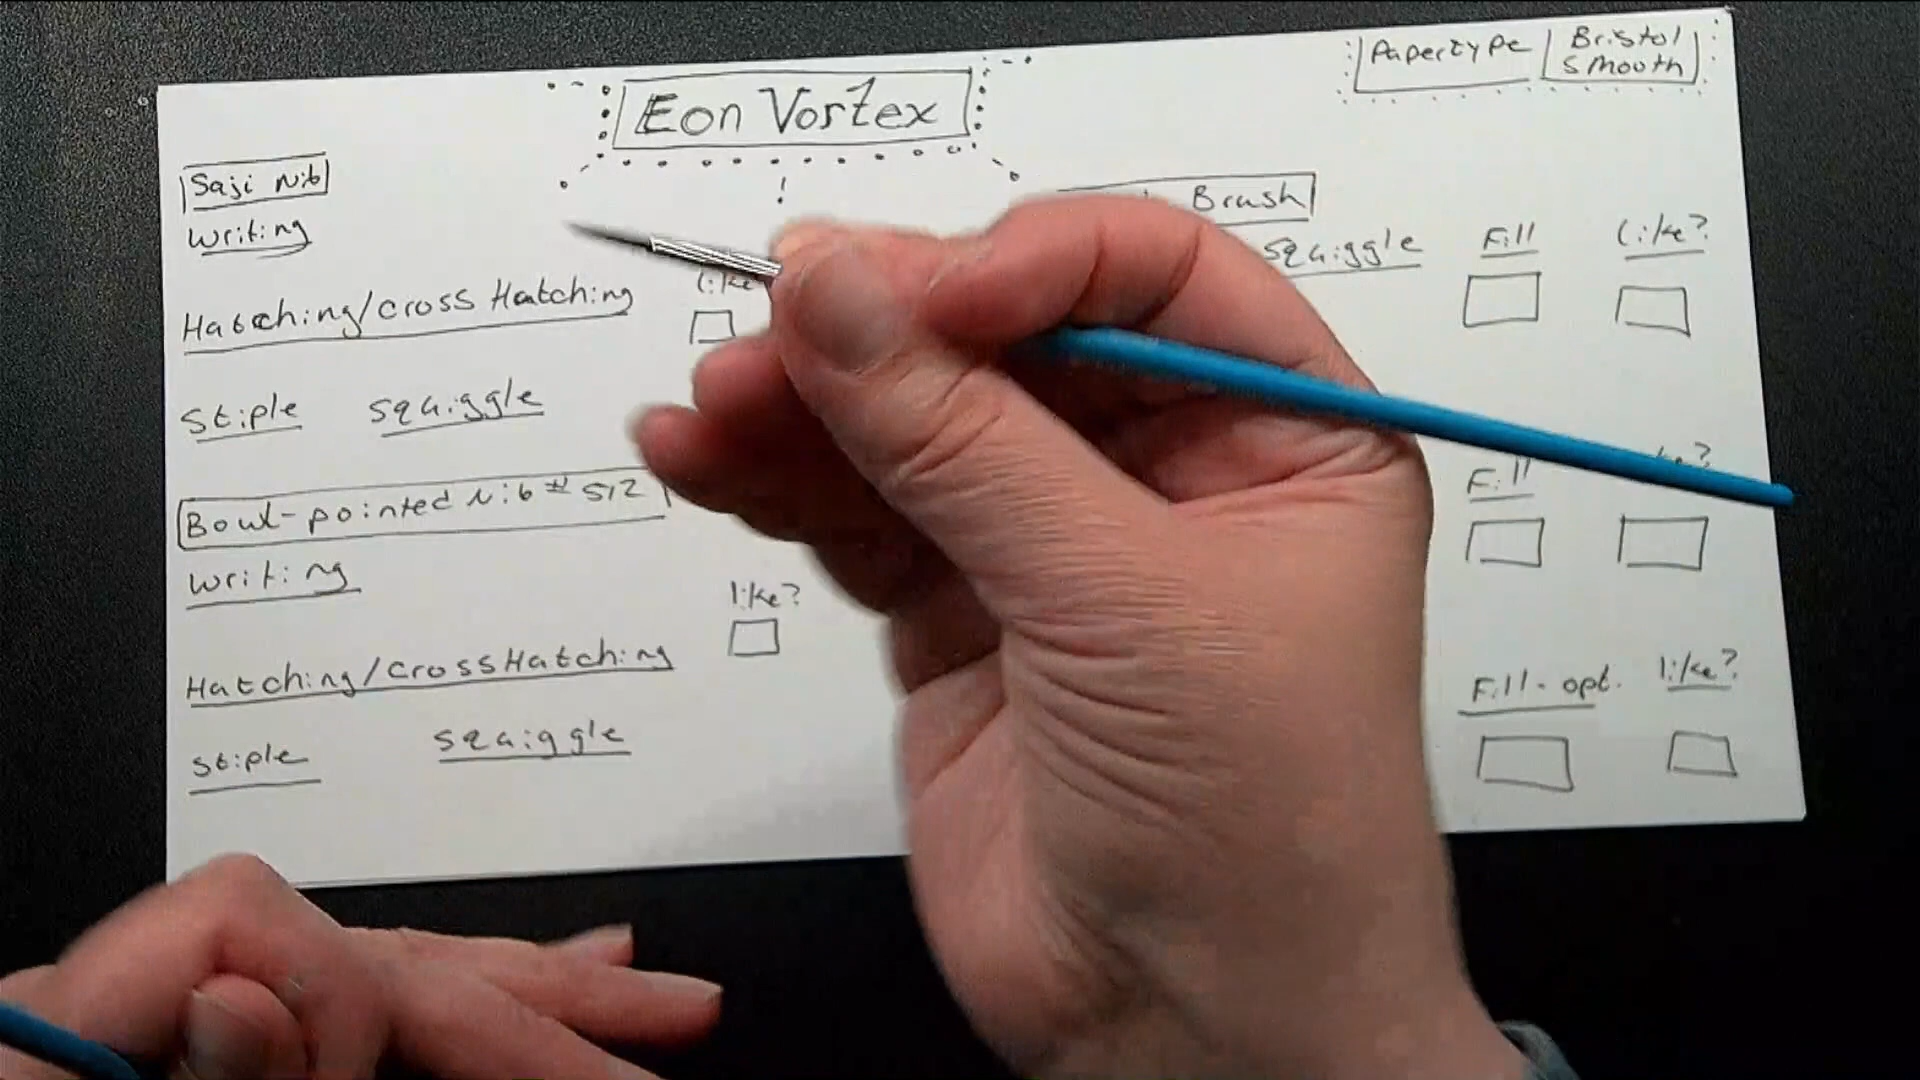 Eon Vortex
Papertype
Bristol
smooth
Saji Nib
Writing
Hatching/cross Hatching
like
Stiple
squiggle
Bowl-pointed Nib # 512
writing
like?
Hatching/CrossHatching
stiple
squiggle
Brush
squiggle
Fill
like?
Fill
Fill-opt.
like?